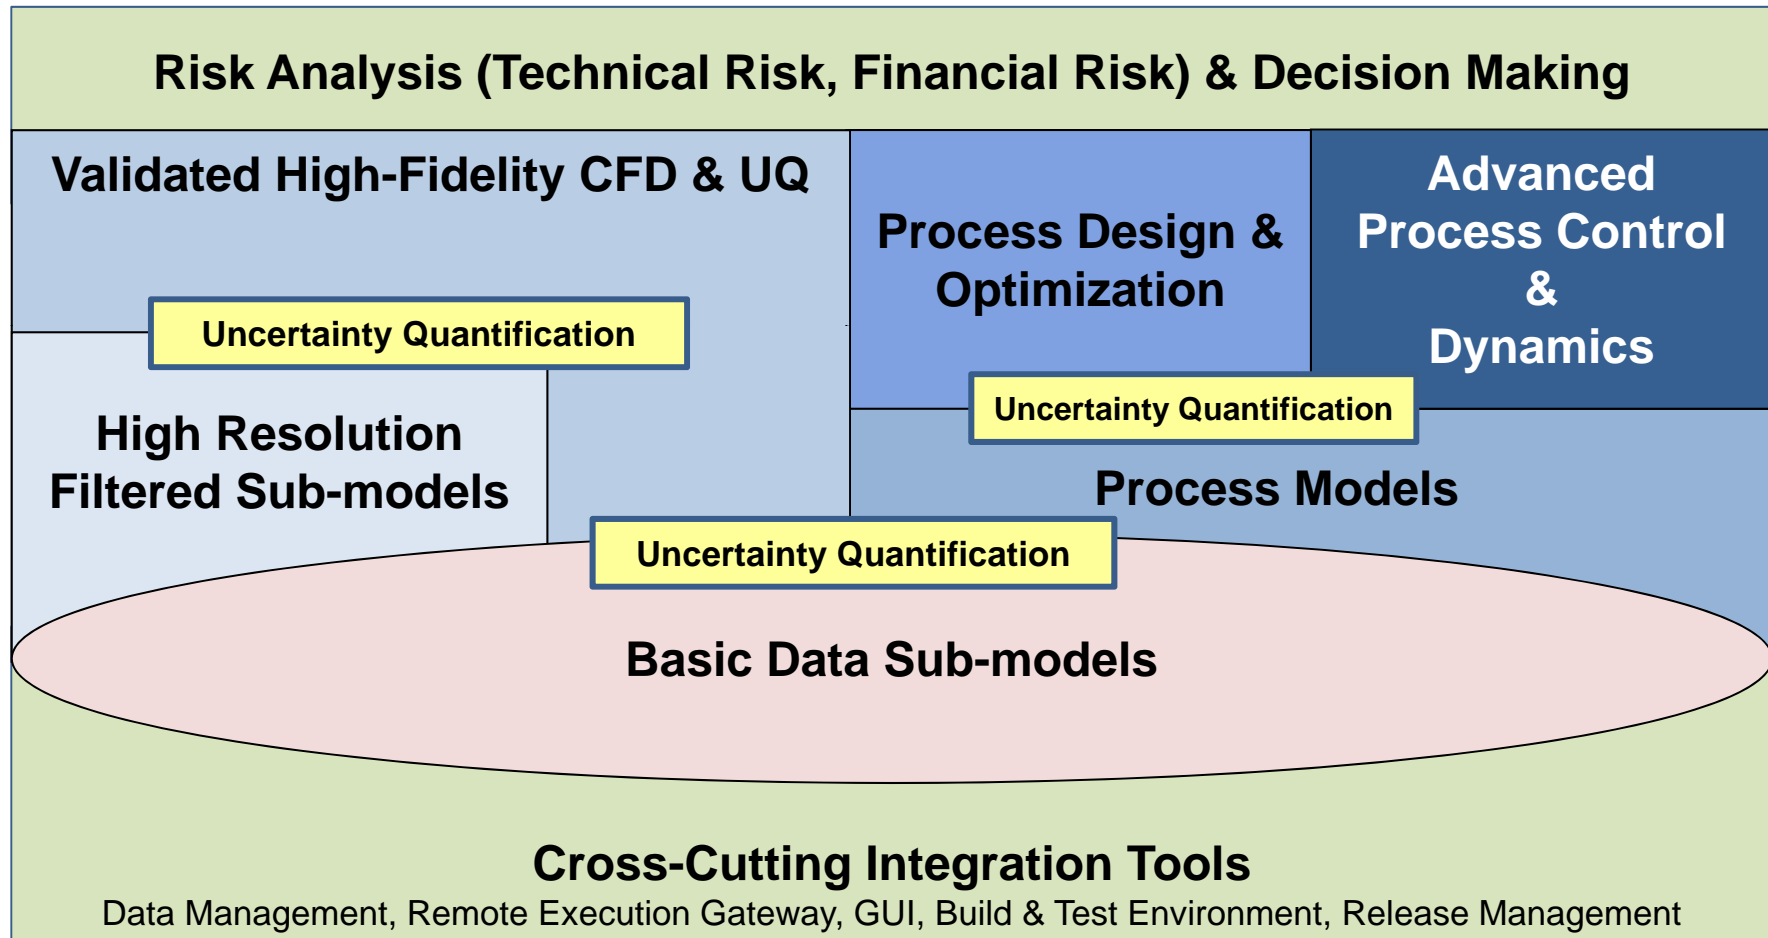 Risk Analysis (Technical Risk, Financial Risk) & Decision Making
Validated High-Fidelity CFD & UQ
Process Design &
Optimization
Advanced
Process Control
&
Dynamics
Uncertainty Quantification
Uncertainty Quantification
High Resolution
Filtered Sub-models
Process Models
Uncertainty Quantification
Basic Data Sub-models
Cross-Cutting Integration Tools
Data Management, Remote Execution Gateway, GUI, Build & Test Environment, Release Management